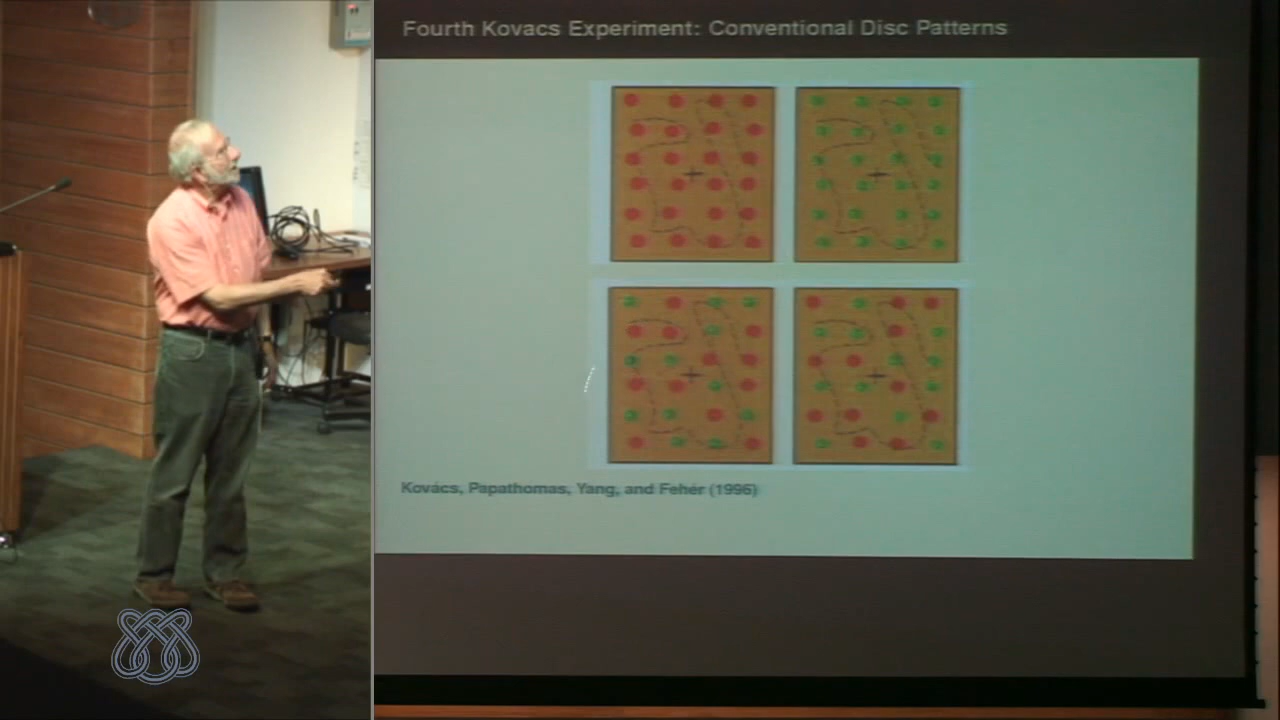 Fourth Kovacs Experiment: Conventional Disc Patterns
Kovács, Papathomas, Yang, and Fehér (1996)